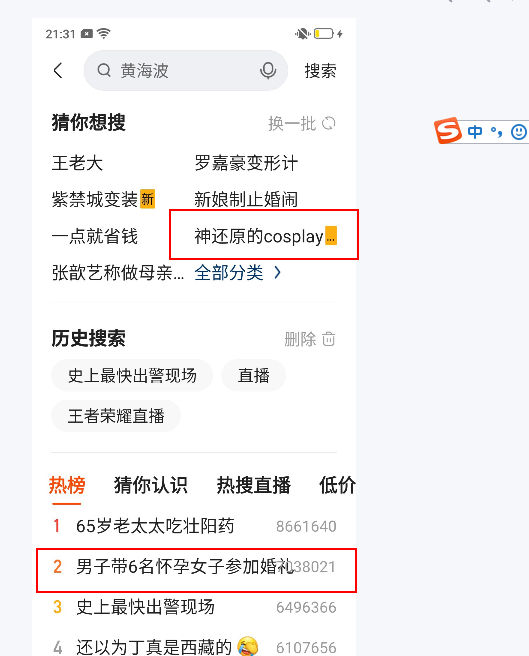 21:31
黄海波 搜索
猜你想搜 换一批
王老大 罗嘉豪变形计
紫禁城变装 新 新娘制止婚闹
一点就省钱 神还原的cosplay ...
张歆艺称做母亲... 全部分类 >
历史搜索 删除
史上最快出警现场 直播
王者荣耀直播
热榜 猜你认识 热搜直播 低价
1 65岁老太太吃壮阳药 8661640
2 男子带6名怀孕女子参加婚礼 7038021
3 史上最快出警现场 6496366
4 还以为丁真是西藏的😂 6107656
S 中 °,